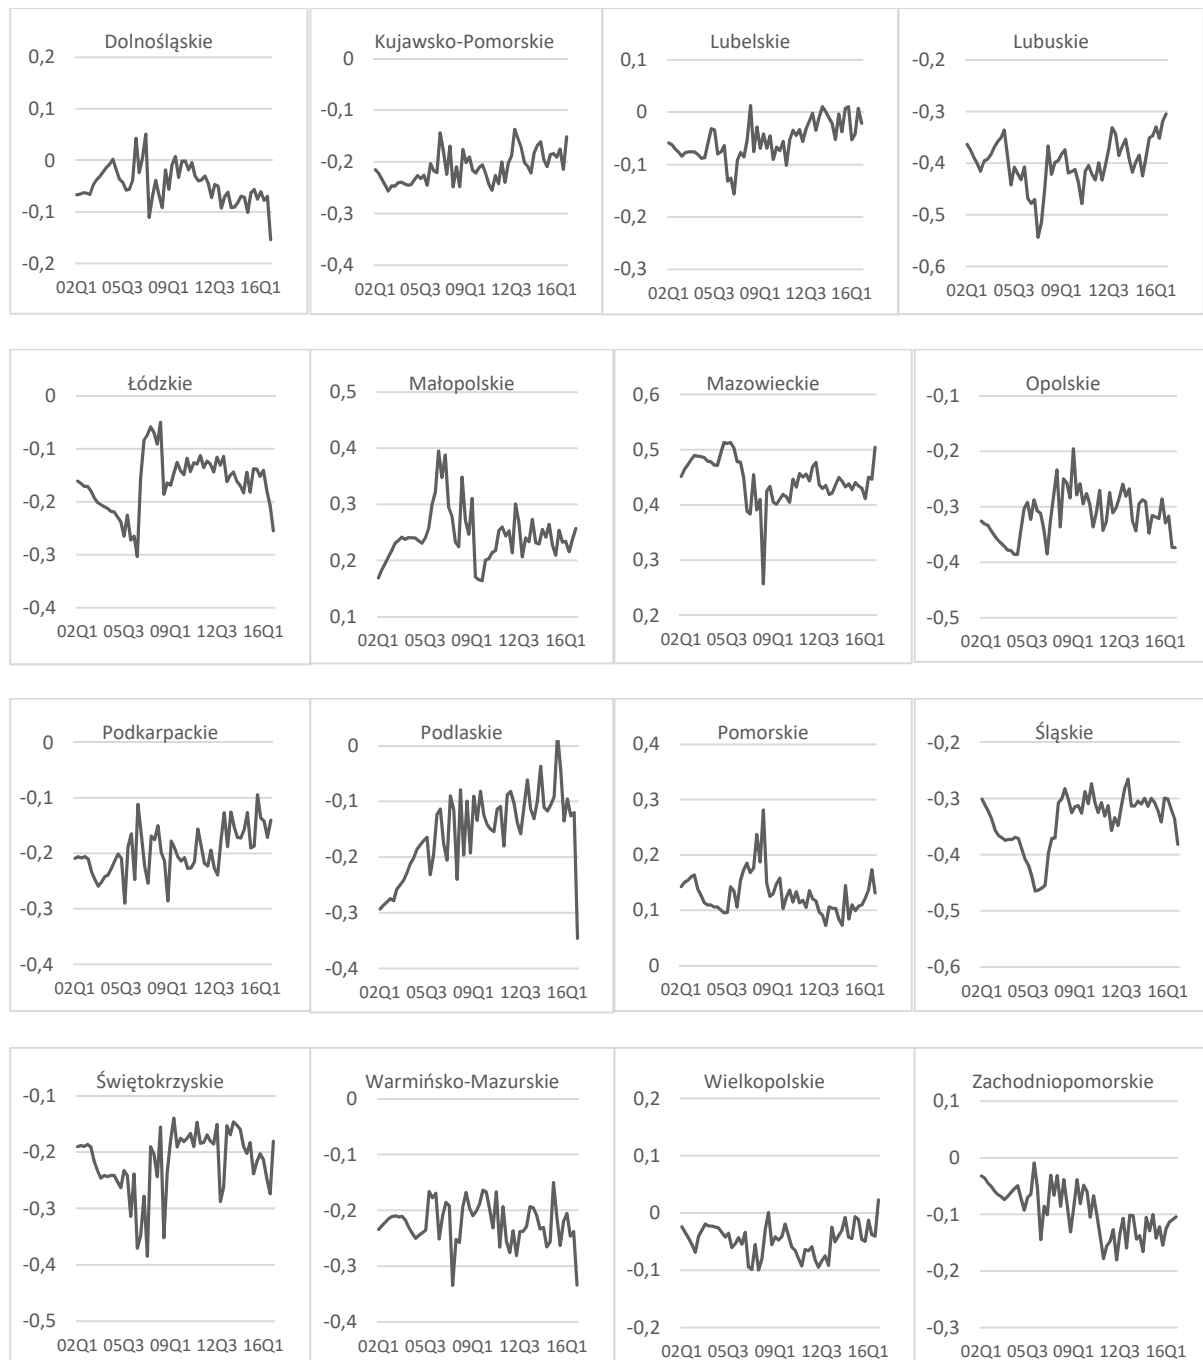 Dolnośląskie
0,2
0,1
0
-0,1
-0,2
02Q1 05Q3 09Q1 12Q3 16Q1
Kujawsko-Pomorskie
0
-0,1
-0,2
-0,3
-0,4
02Q1 05Q3 09Q1 12Q3 16Q1
Lubelskie
0,1
0
-0,1
-0,2
-0,3
02Q1 05Q3 09Q1 12Q3 16Q1
Lubuskie
-0,2
-0,3
-0,4
-0,5
-0,6
02Q1 05Q3 09Q1 12Q3 16Q1
Łódzkie
0
-0,1
-0,2
-0,3
-0,4
02Q1 05Q3 09Q1 12Q3 16Q1
Małopolskie
0,5
0,4
0,3
0,2
0,1
02Q1 05Q3 09Q1 12Q3 16Q1
Mazowieckie
0,6
0,5
0,4
0,3
0,2
02Q1 05Q3 09Q1 12Q3 16Q1
Opolskie
-0,1
-0,2
-0,3
-0,4
-0,5
02Q1 05Q3 09Q1 12Q3 16Q1
Podkarpackie
0
-0,1
-0,2
-0,3
-0,4
02Q1 05Q3 09Q1 12Q3 16Q1
Podlaskie
0
-0,1
-0,2
-0,3
-0,4
02Q1 05Q3 09Q1 12Q3 16Q1
Pomorskie
0,4
0,3
0,2
0,1
0
02Q1 05Q3 09Q1 12Q3 16Q1
Śląskie
-0,2
-0,3
-0,4
-0,5
-0,6
02Q1 05Q3 09Q1 12Q3 16Q1
Świętokrzyskie
-0,1
-0,2
-0,3
-0,4
-0,5
02Q1 05Q3 09Q1 12Q3 16Q1
Warmińsko-Mazurskie
0
-0,1
-0,2
-0,3
-0,4
02Q1 05Q3 09Q1 12Q3 16Q1
Wielkopolskie
0,2
0,1
0
-0,1
-0,2
02Q1 05Q3 09Q1 12Q3 16Q1
Zachodniopomorskie
0,1
0
-0,1
-0,2
-0,3
02Q1 05Q3 09Q1 12Q3 16Q1